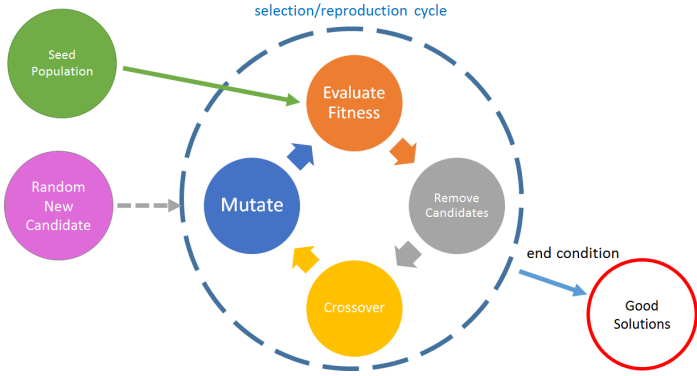 selection/reproduction cycle
Seed
Population
Evaluate
Fitness
Random
New
Candidate
Mutate
Remove
Candidates
Crossover
end condition
Good
Solutions